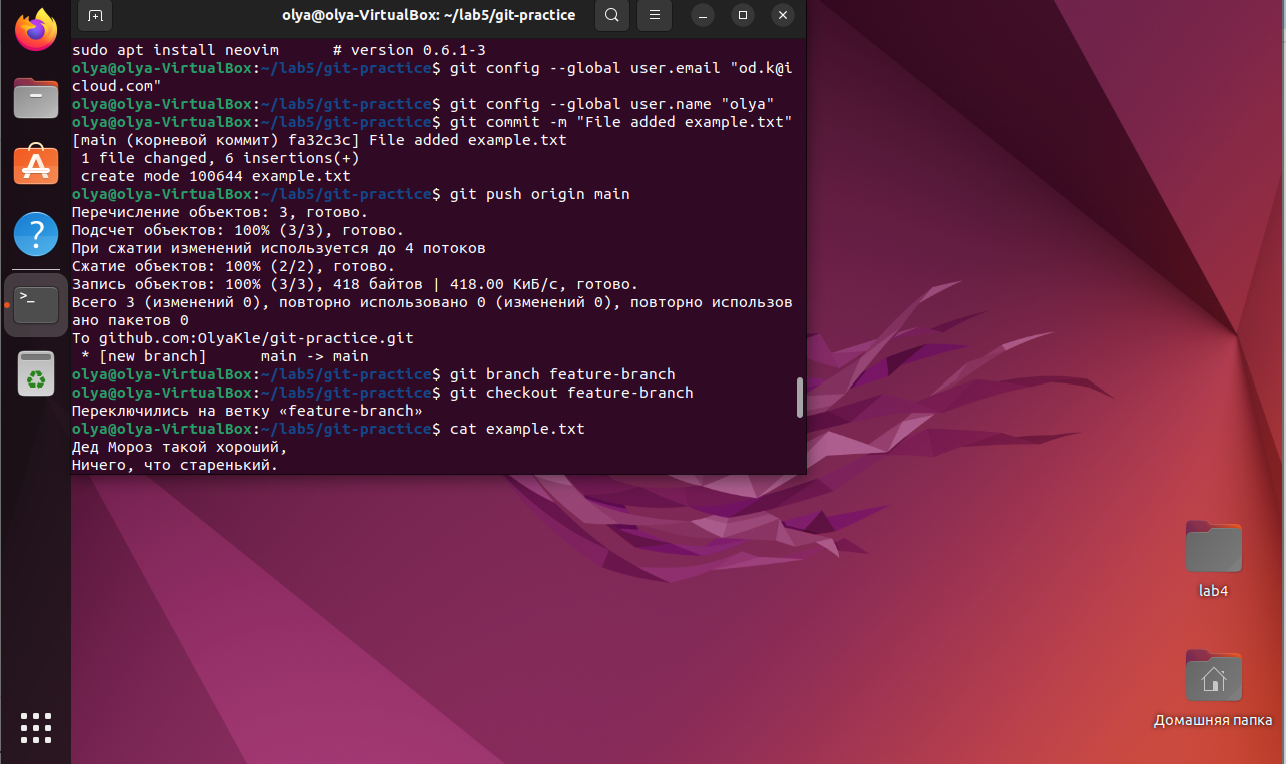 olya@olya-VirtualBox: ~/lab5/git-practice
sudo apt install neovim      # version 0.6.1-3
olya@olya-VirtualBox:~/lab5/git-practice$ git config --global user.email "od.k@i
cloud.com"
olya@olya-VirtualBox:~/lab5/git-practice$ git config --global user.name "olya"
olya@olya-VirtualBox:~/lab5/git-practice$ git commit -m "File added example.txt"
[main (корневой коммит) fa32c3c] File added example.txt
 1 file changed, 6 insertions(+)
 create mode 100644 example.txt
olya@olya-VirtualBox:~/lab5/git-practice$ git push origin main
Перечисление объектов: 3, готово.
Подсчет объектов: 100% (3/3), готово.
При сжатии изменений используется до 4 потоков
Сжатие объектов: 100% (2/2), готово.
Запись объектов: 100% (3/3), 418 байтов | 418.00 КиБ/с, готово.
Всего 3 (изменений 0), повторно использовано 0 (изменений 0), повторно использов
ано пакетов 0
To github.com:OlyaKle/git-practice.git
 * [new branch]      main -> main
olya@olya-VirtualBox:~/lab5/git-practice$ git branch feature-branch
olya@olya-VirtualBox:~/lab5/git-practice$ git checkout feature-branch
Переключились на ветку «feature-branch»
olya@olya-VirtualBox:~/lab5/git-practice$ cat example.txt
Дед Мороз такой хороший,
Ничего, что старенький.
lab4
Домашняя папка